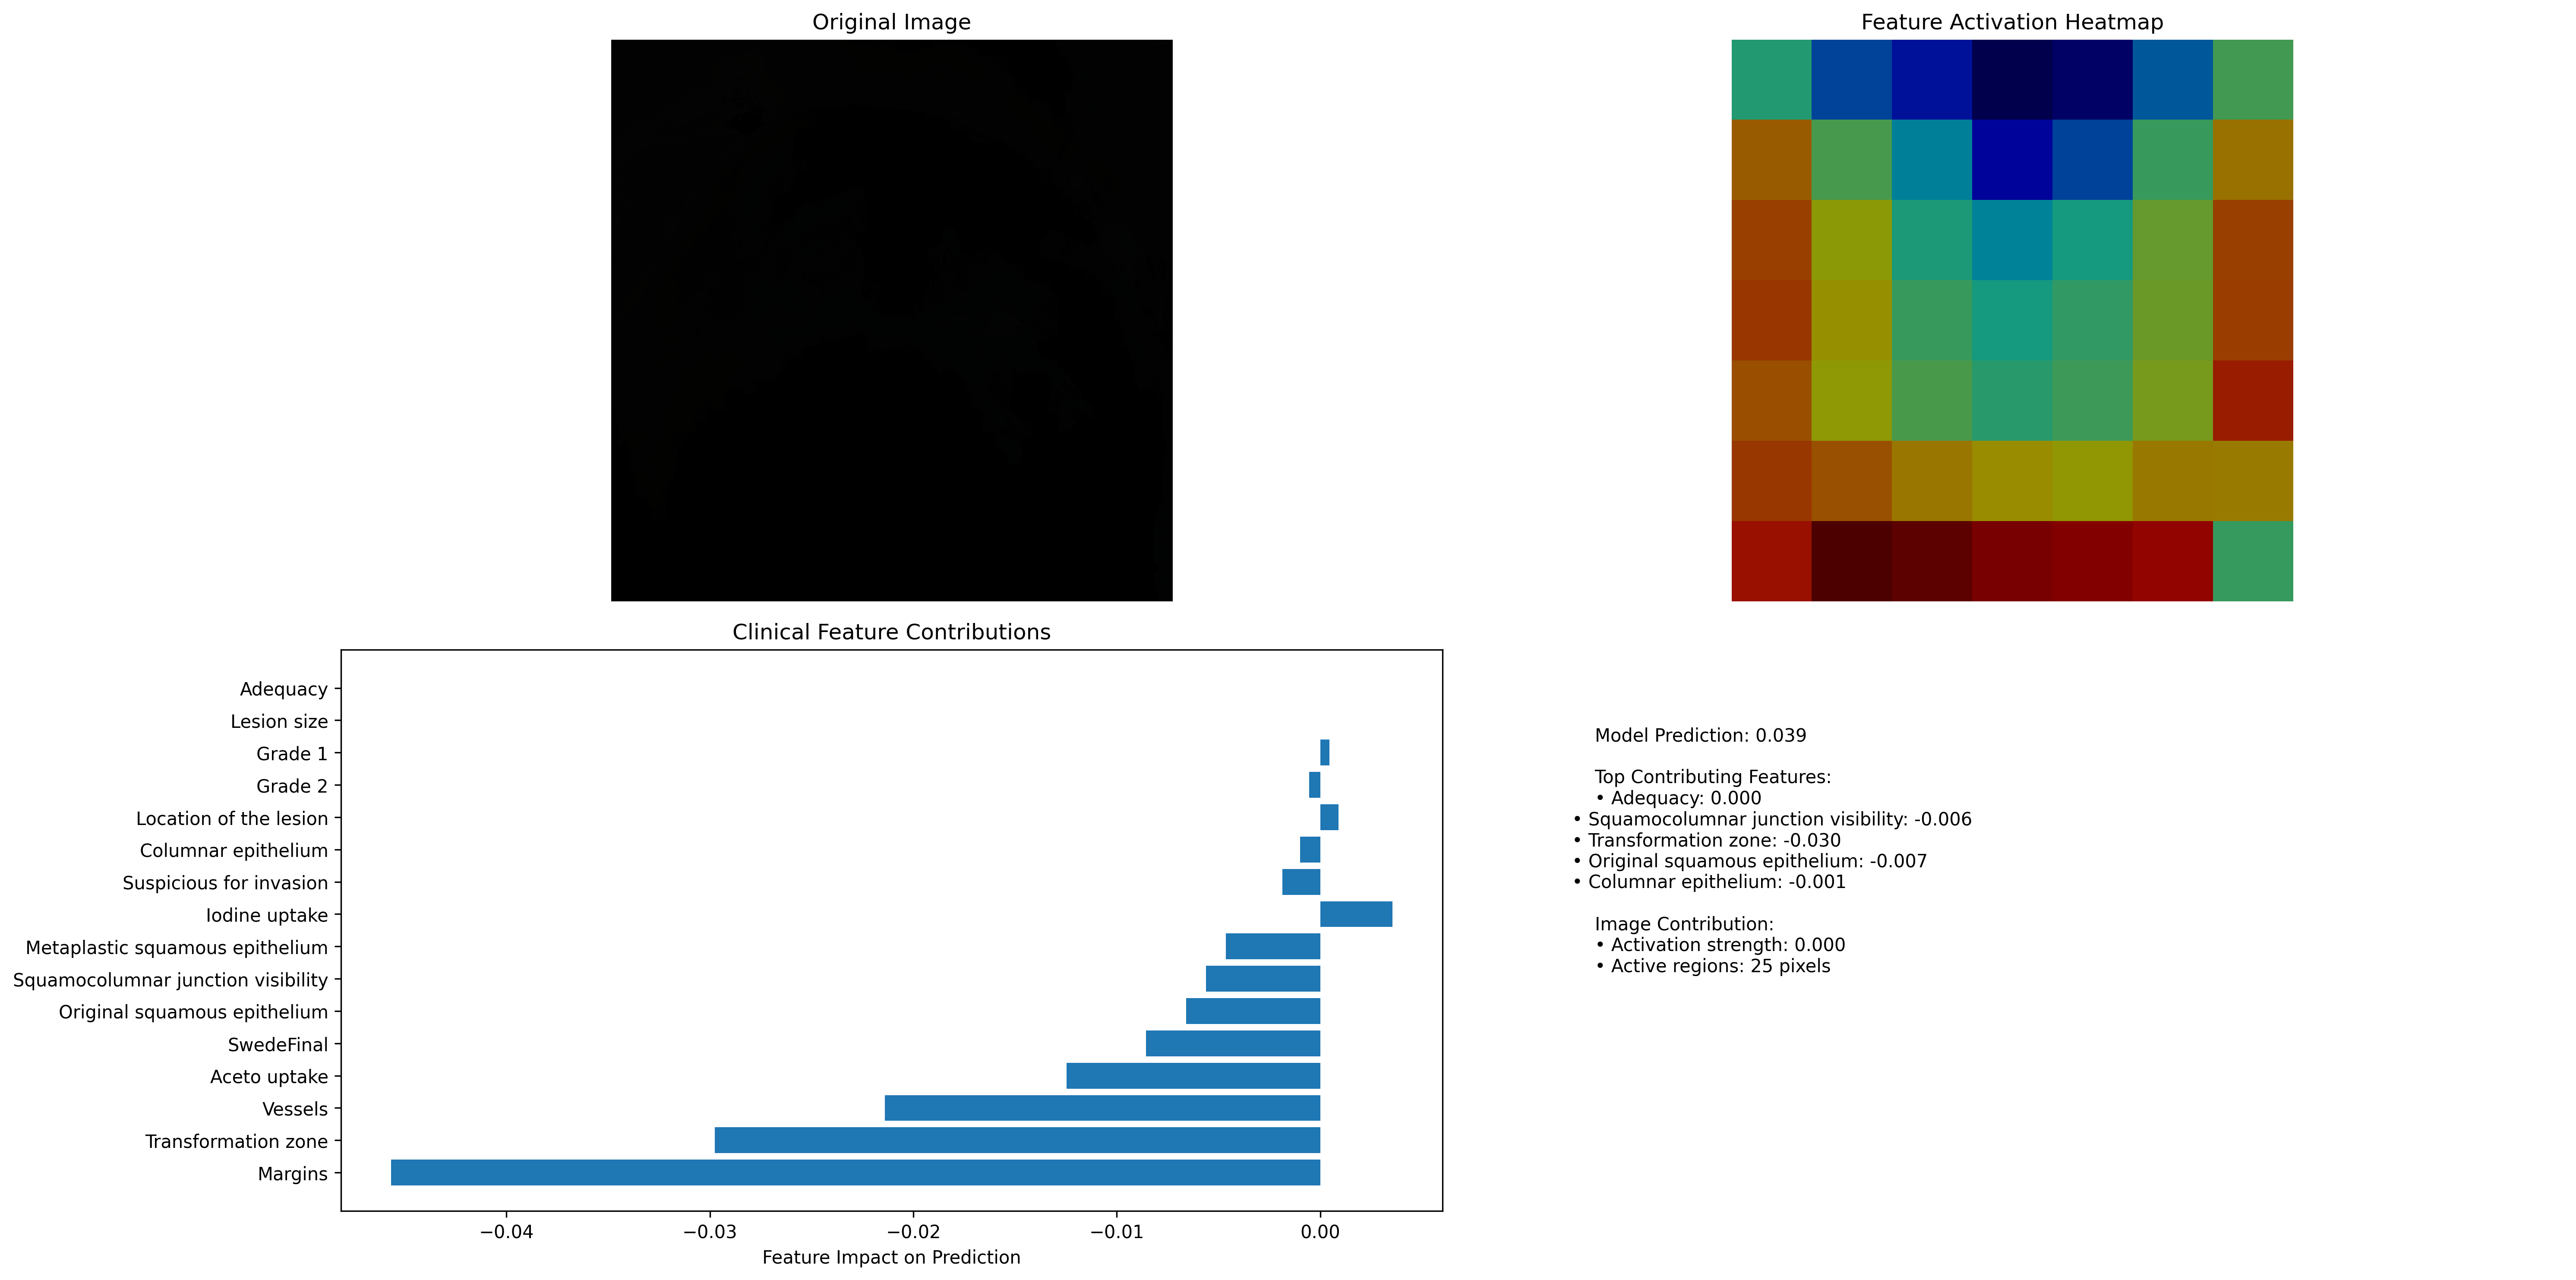 Original Image
Feature Activation Heatmap
Clinical Feature Contributions
Adequacy
Lesion size
Grade 1
Grade 2
Location of the lesion
Columnar epithelium
Suspicious for invasion
Iodine uptake
Metaplastic squamous epithelium
Squamocolumnar junction visibility
Original squamous epithelium
SwedeFinal
Aceto uptake
Vessels
Transformation zone
Margins
−0.04 −0.03 −0.02 −0.01 0.00
Feature Impact on Prediction
Model Prediction: 0.039
Top Contributing Features:
• Adequacy: 0.000
• Squamocolumnar junction visibility: -0.006
• Transformation zone: -0.030
• Original squamous epithelium: -0.007
• Columnar epithelium: -0.001
Image Contribution:
• Activation strength: 0.000
• Active regions: 25 pixels